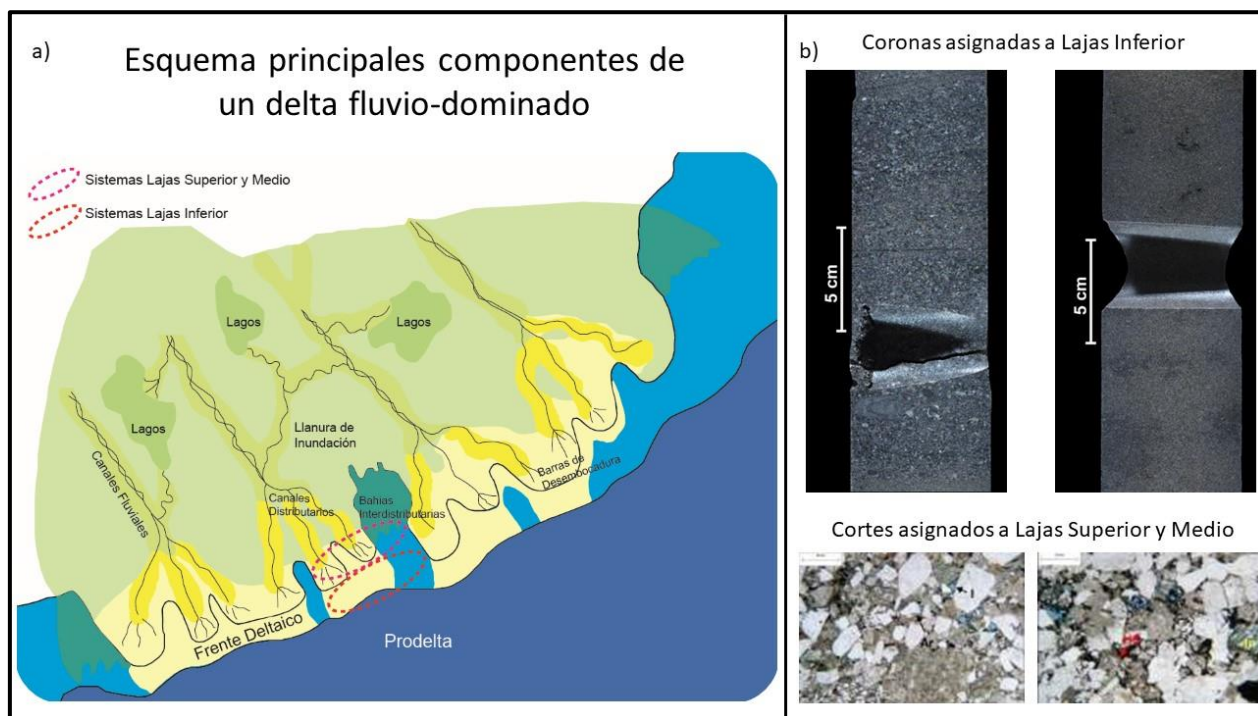 a)
Esquema principales componentes de
un delta fluvio-dominado
Sistemas Lajas Superior y Medio
Sistemas Lajas Inferior
Lagos
Lagos
Lagos
Llanura de
Inundación
Canales Fluviales
Canales
Distributarios
Bahías
Interdistributarias
Barras de
Desembocadura
Frente Deltaico
Prodelta
b)
Coronas asignadas a Lajas Inferior
5 cm
5 cm
Cortes asignados a Lajas Superior y Medio